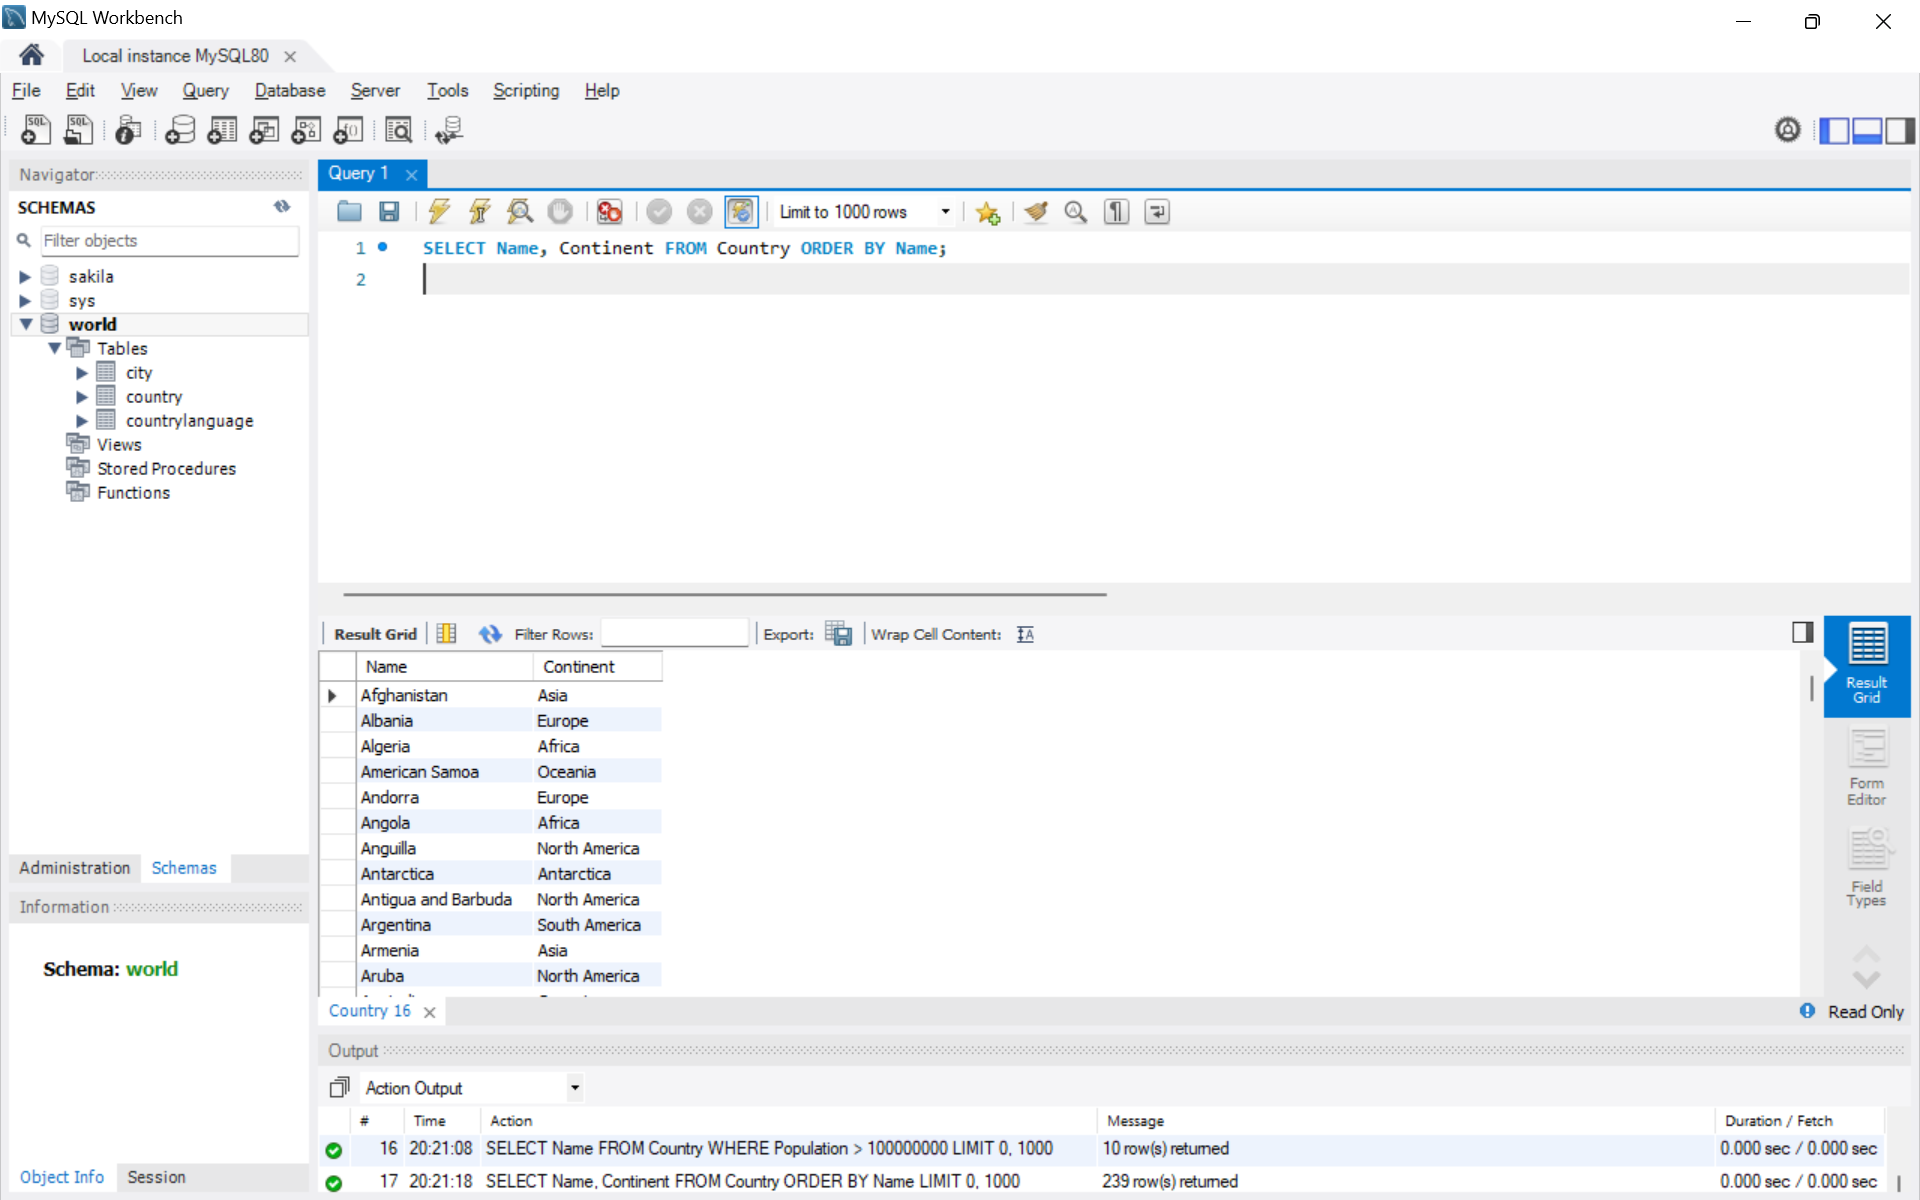 MySQL Workbench
Local instance MySQL80
File Edit View Query Database Server Tools Scripting Help
SQL SQL
Navigator
SCHEMAS
Filter objects
sakila
sys
world
Tables
city
country
countrylanguage
Views
Stored Procedures
Functions
Administration Schemas
Information
Schema: world
Object Info Session
Query 1
Limit to 1000 rows
1 SELECT Name, Continent FROM Country ORDER BY Name;
2
Result Grid Filter Rows: Export: Wrap Cell Content:
Name Continent
Afghanistan Asia
Albania Europe
Algeria Africa
American Samoa Oceania
Andorra Europe
Angola Africa
Anguilla North America
Antarctica Antarctica
Antigua and Barbuda North America
Argentina South America
Armenia Asia
Aruba North America
Result
Grid
Form
Editor
Field
Types
Country 16
Read Only
Output
Action Output
# Time Action Message Duration / Fetch
16 20:21:08 SELECT Name FROM Country WHERE Population > 100000000 LIMIT 0, 1000 10 row(s) returned 0.000 sec / 0.000 sec
17 20:21:18 SELECT Name, Continent FROM Country ORDER BY Name LIMIT 0, 1000 239 row(s) returned 0.000 sec / 0.000 sec